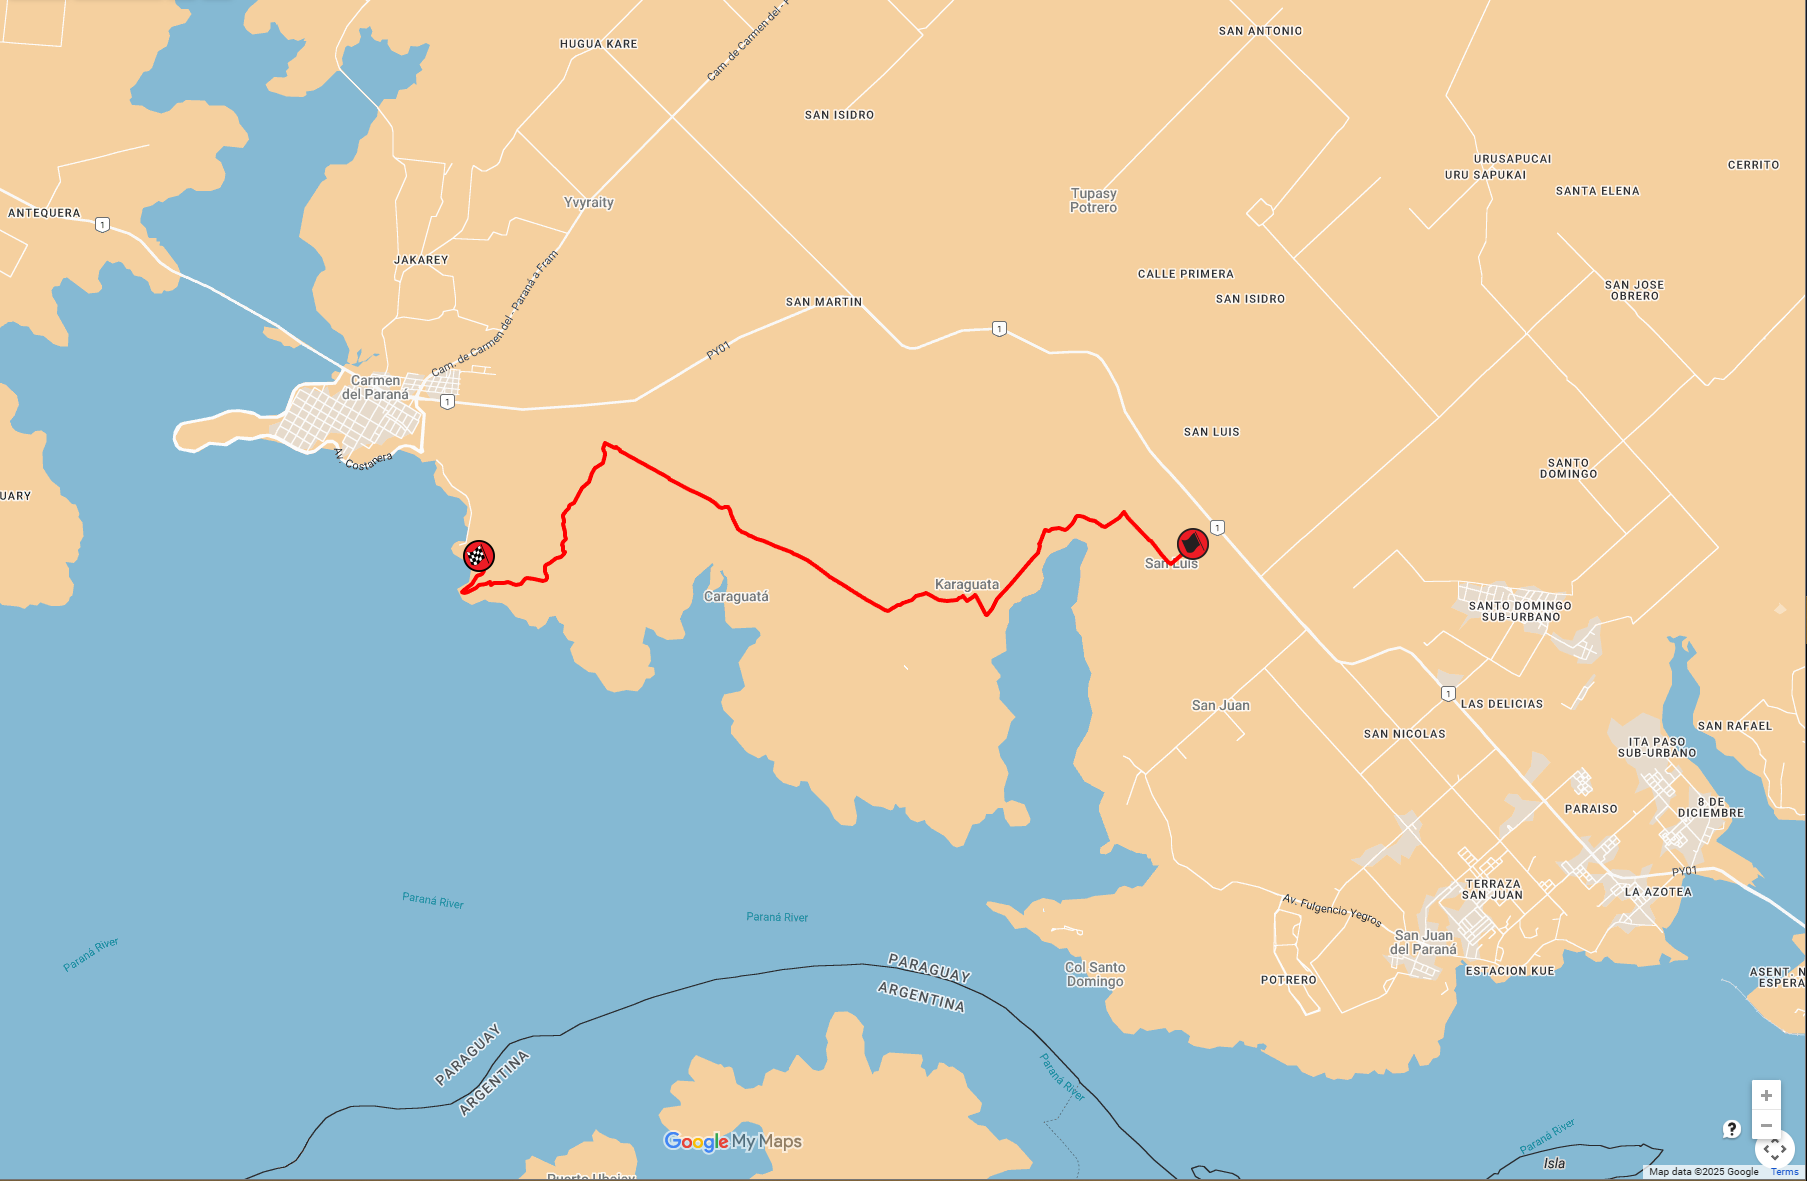 HUGUA KARE
Cam. de Carmen del -
SAN ANTONIO
SAN ISIDRO
URUSAPUCAI
URU SAPUKAI
CERRITO
SANTA ELENA
ANTEQUERA
1
Yvyraity
Tupasy
Potrero
JAKAREY
Cam. de Carmen del - Paraná a Fram
CALLE PRIMERA
SAN ISIDRO
SAN JOSE
OBRERO
SAN MARTIN
1
PY01
Carmen
del Paraná
1
Av. Costanera
SAN LUIS
SANTO
DOMINGO
UARY
1
San Luis
Karaguata
Caraguatá
SANTO DOMINGO
SUB-URBANO
San Juan
1
LAS DELICIAS
SAN NICOLAS
SAN RAFAEL
ITA PASO
SUB-URBANO
PARAISO
8 DE
DICIEMBRE
PY01
TERRAZA
SAN JUAN
LA AZOTEA
Av. Fulgencio Yegros
San Juan
del Paraná
ESTACION KUE
POTRERO
ASENT. N
ESPERA
Col Santo
Domingo
Paraná River
Paraná River
Paraná River
PARAGUAY
ARGENTINA
PARAGUAY
ARGENTINA
Paraná River
Paraná River
Isla
Google My Maps
Puerto Ubajay
+
?
−
Map data ©2025 Google
Terms